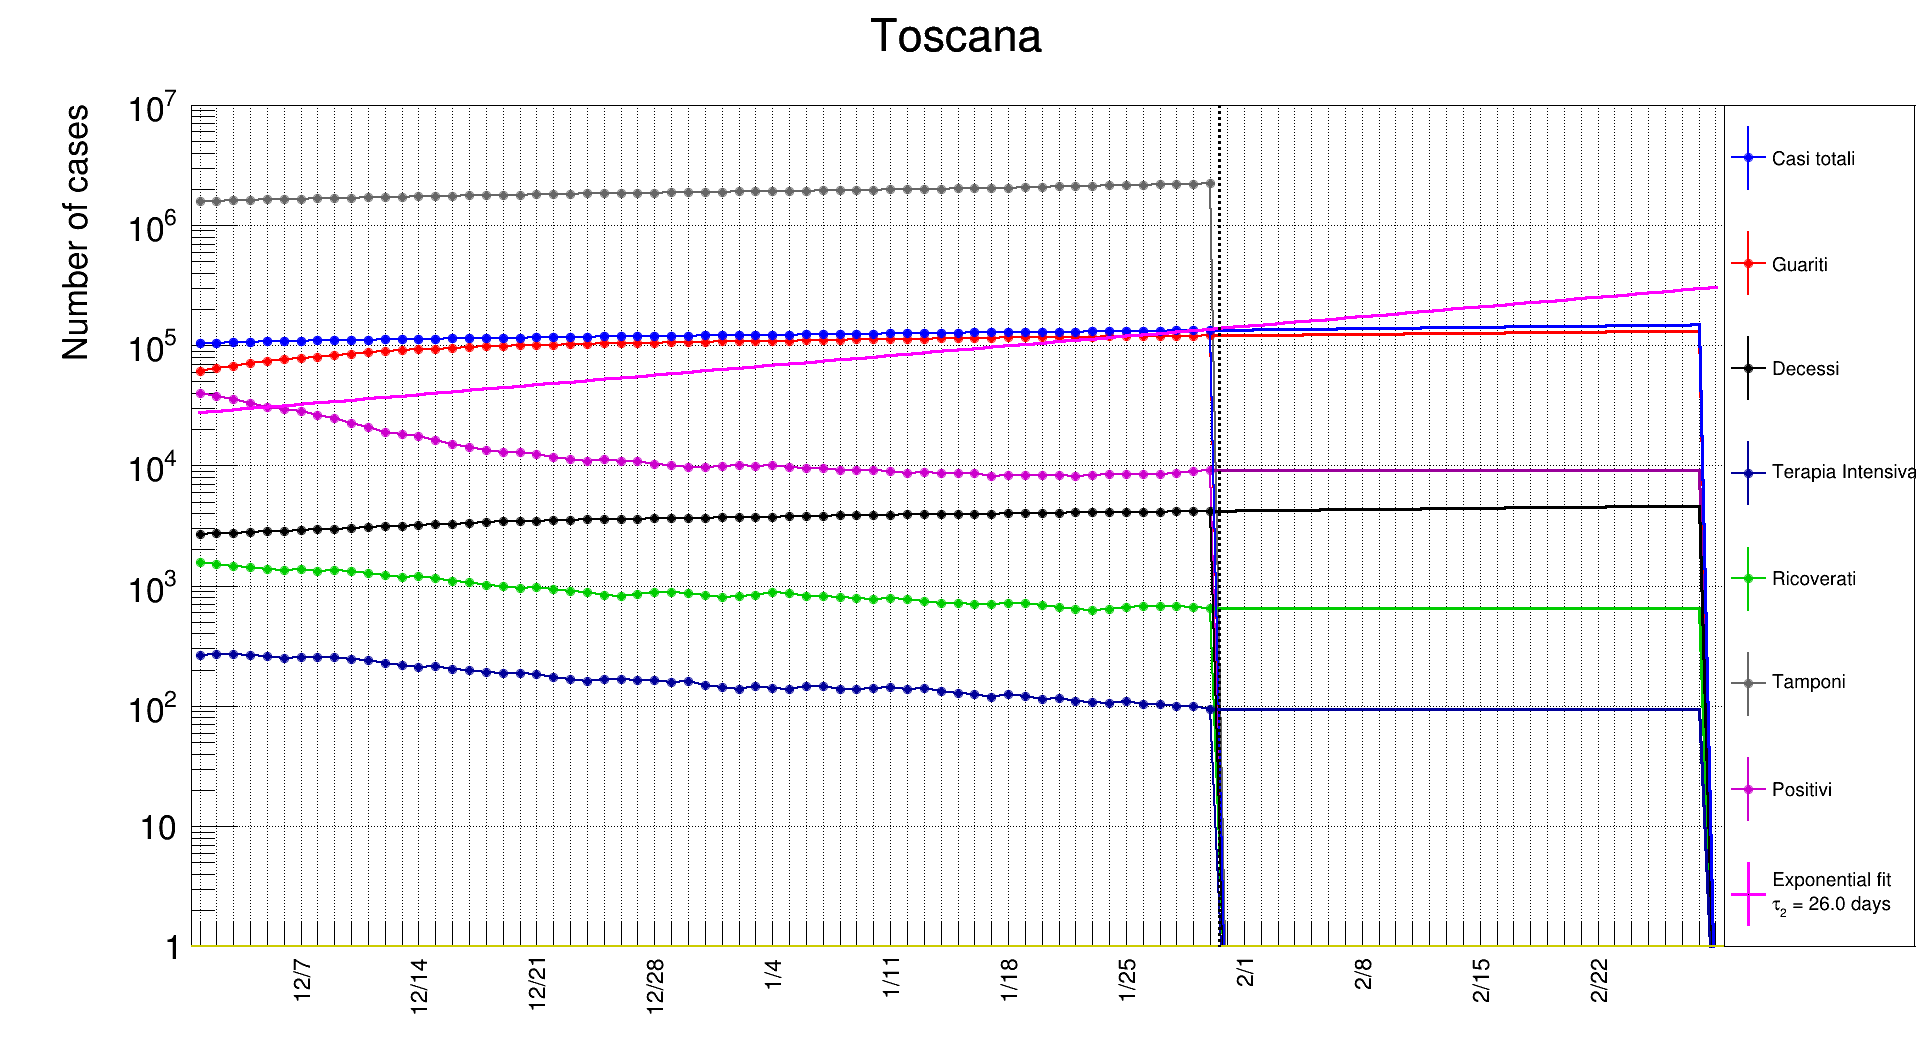 Toscana
Number of cases
10^7
10^6
10^5
10^4
10^3
10^2
10
1
12/7
12/14
12/21
12/28
1/4
1/11
1/18
1/25
2/1
2/8
2/15
2/22
Casi totali
Guariti
Decessi
Terapia Intensiva
Ricoverati
Tamponi
Positivi
Exponential fit
τ₂ = 26.0 days